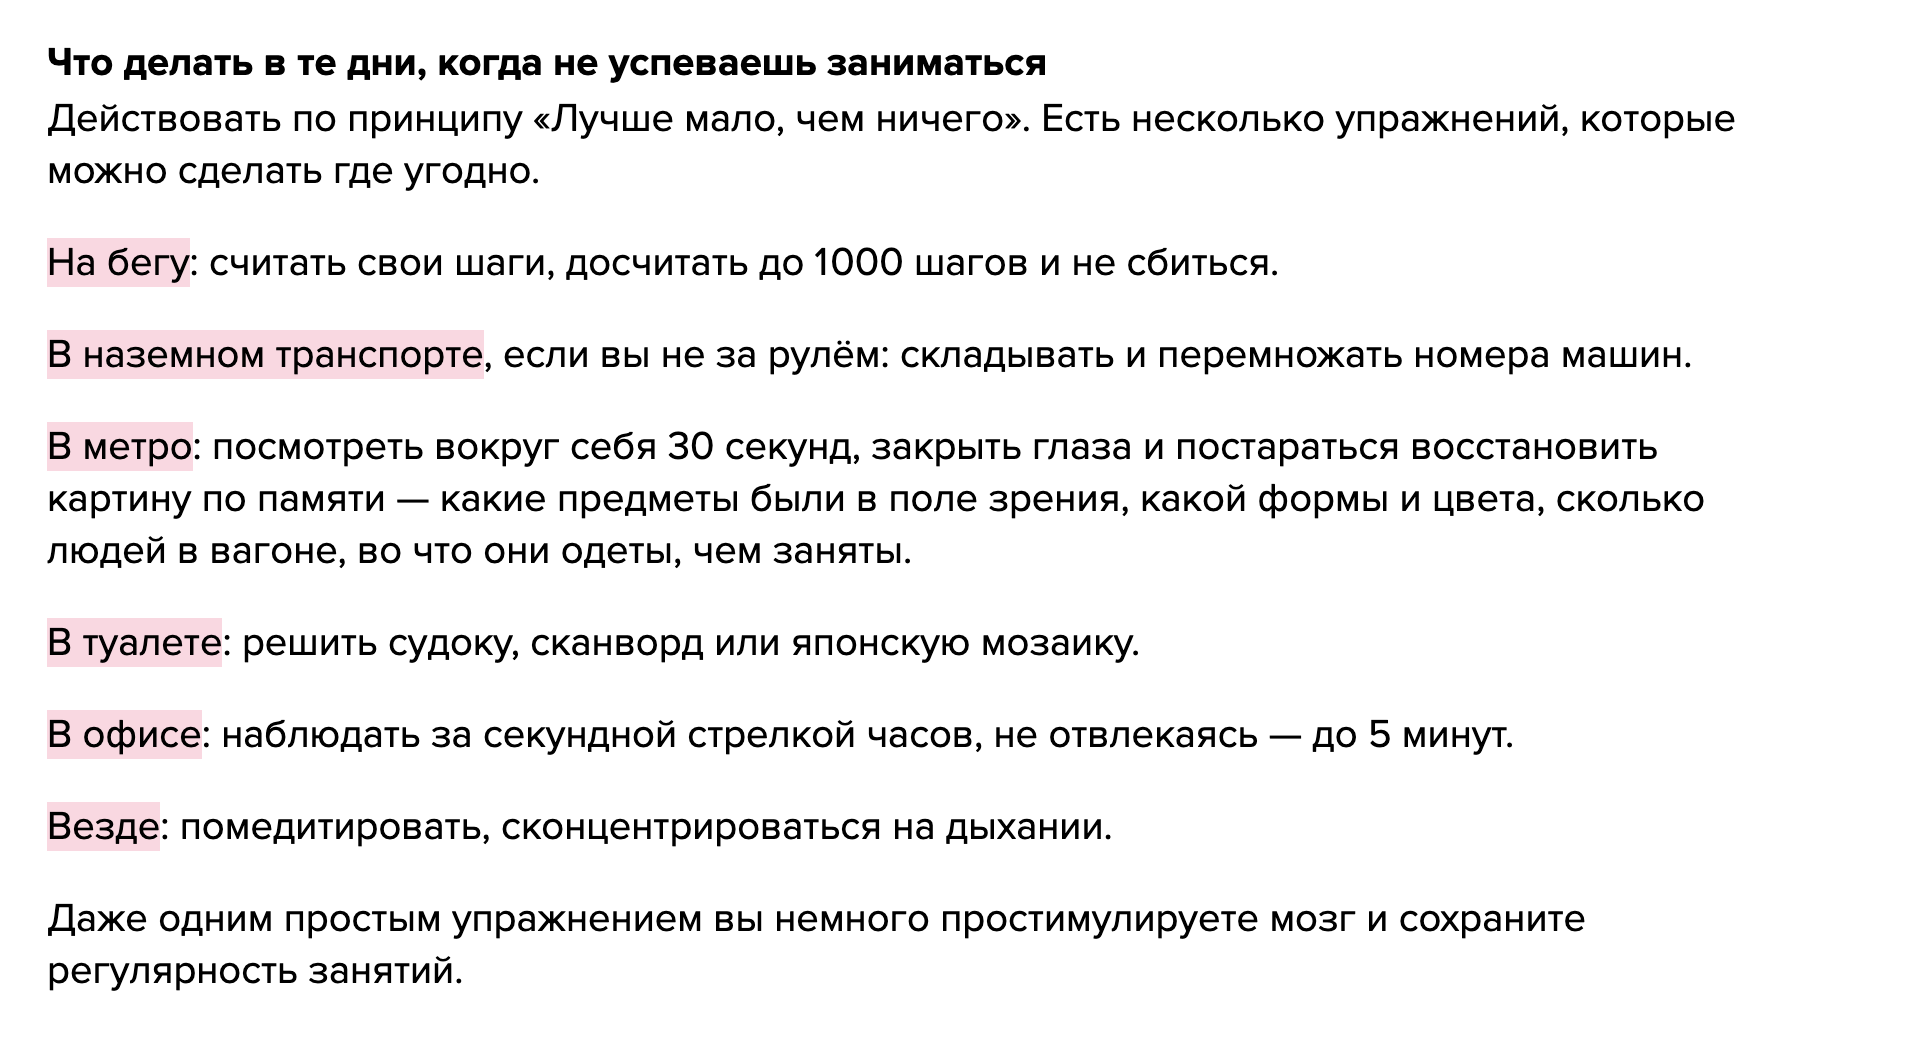 Что делать в те дни, когда не успеваешь заниматься
Действовать по принципу «Лучше мало, чем ничего». Есть несколько упражнений, которые
можно сделать где угодно.
На бегу: считать свои шаги, досчитать до 1000 шагов и не сбиться.
В наземном транспорте, если вы не за рулём: складывать и перемножать номера машин.
В метро: посмотреть вокруг себя 30 секунд, закрыть глаза и постараться восстановить
картину по памяти — какие предметы были в поле зрения, какой формы и цвета, сколько
людей в вагоне, во что они одеты, чем заняты.
В туалете: решить судоку, сканворд или японскую мозаику.
В офисе: наблюдать за секундной стрелкой часов, не отвлекаясь — до 5 минут.
Везде: помедитировать, сконцентрироваться на дыхании.
Даже одним простым упражнением вы немного простимулируете мозг и сохраните
регулярность занятий.